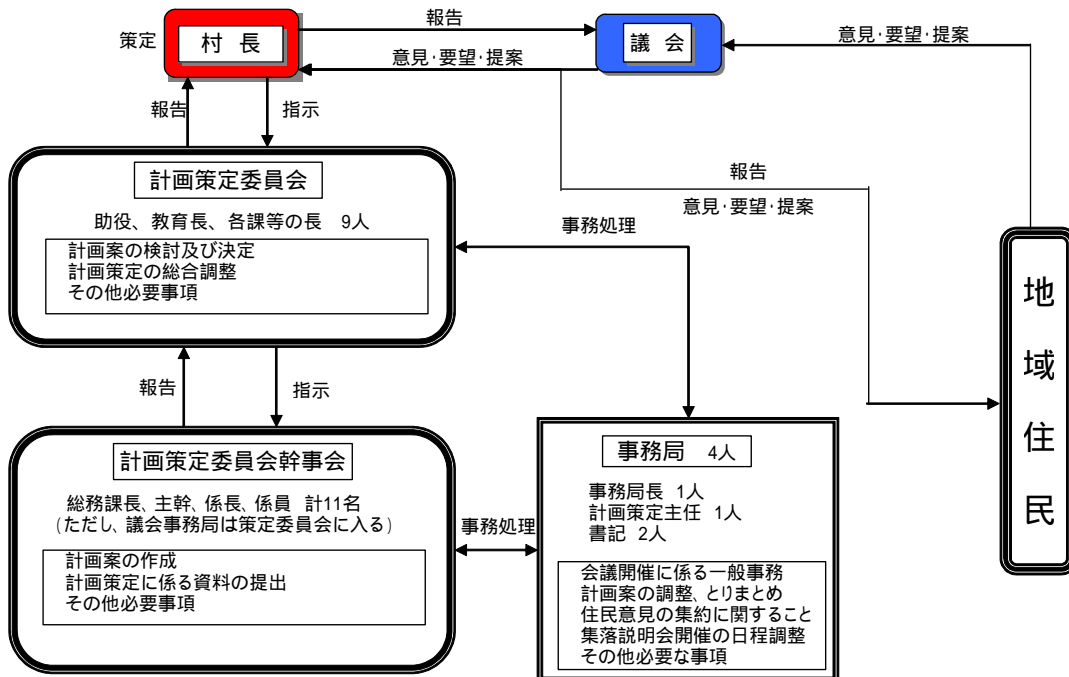 報告
策定
村 長
議 会
意見･要望･提案
意見･要望･提案
報告
指示
計画策定委員会
助役、教育長、各課等の長 9人
計画案の検討及び決定
計画策定の総合調整
その他必要事項
報告
意見･要望･提案
事務処理
地域住民
報告
指示
計画策定委員会幹事会
総務課長、主幹、係長、係員 計11名
(ただし、議会事務局は策定委員会に入る)
計画案の作成
計画策定に係る資料の提出
その他必要事項
事務処理
事務局 4人
事務局長 1人
計画策定主任 1人
書記 2人
会議開催に係る一般事務
計画案の調整、とりまとめ
住民意見の集約に関すること
集落説明会開催の日程調整
その他必要な事項